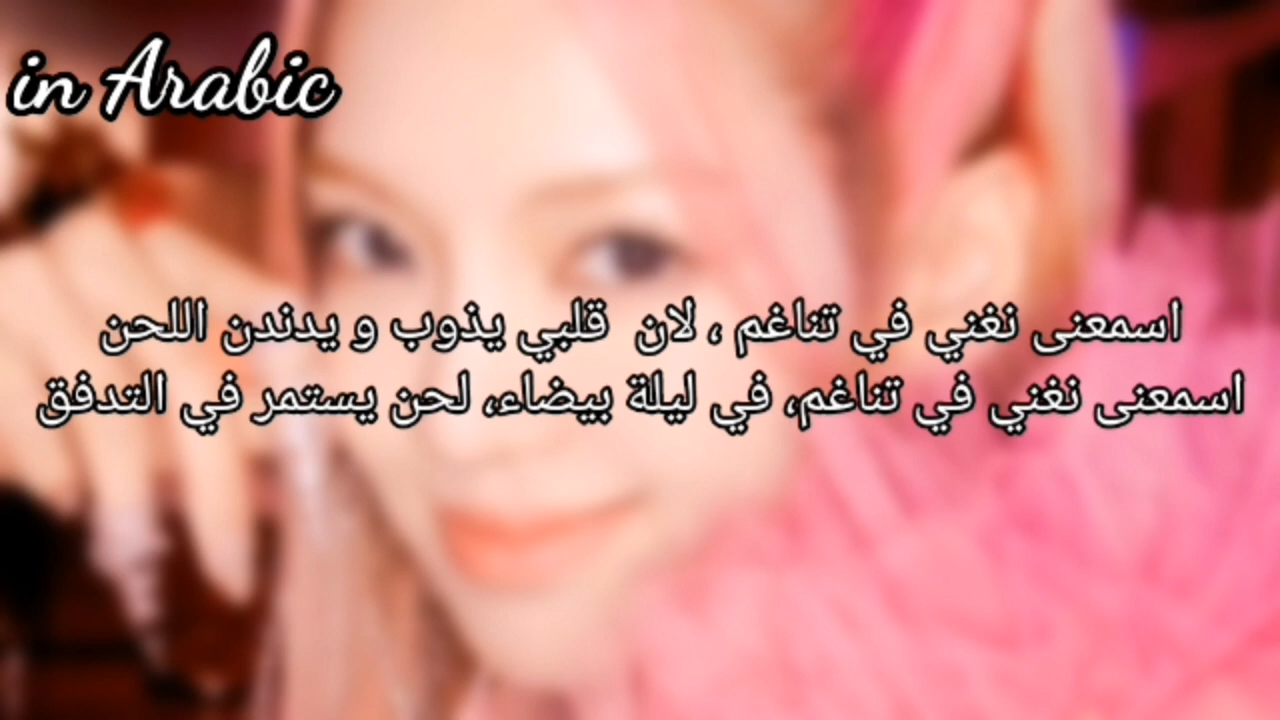 in Arabic
اسمعنى نغني في تناغم ، لان قلبي يذوب و يدندن اللحن
اسمعنى نغني في تناغم، في ليلة بيضاء، لحن يستمر في التدفق